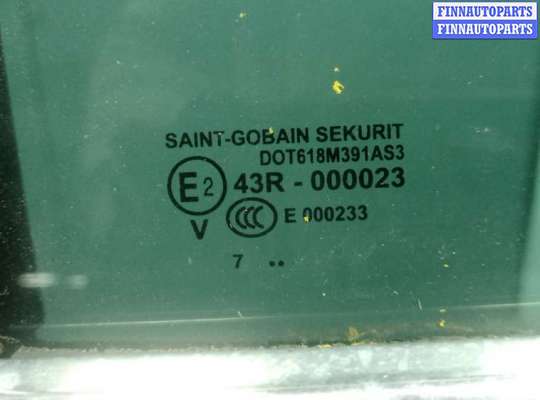 FINNAUTOPARTS
FINNAUTOPARTS
SAINT-GOBAIN SEKURIT
DOT618M391AS3
E2 43R - 000023
V CCC E 000233
7 ••